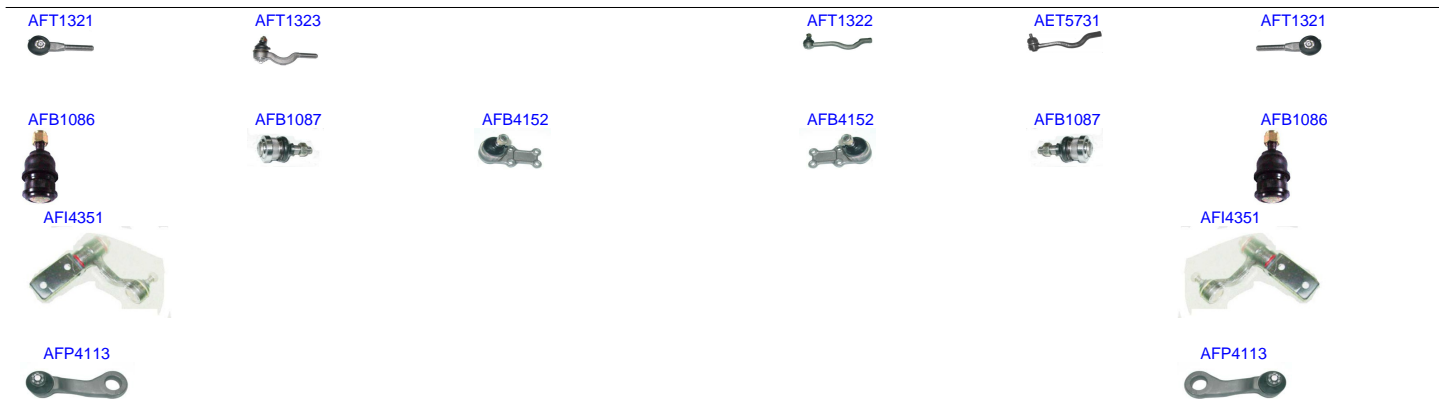 AFT1321 AFT1323 AFT1322 AET5731 AFT1321
AFB1086 AFB1087 AFB4152 AFB4152 AFB1087 AFB1086
AFI4351 AFI4351
AFP4113 AFP4113